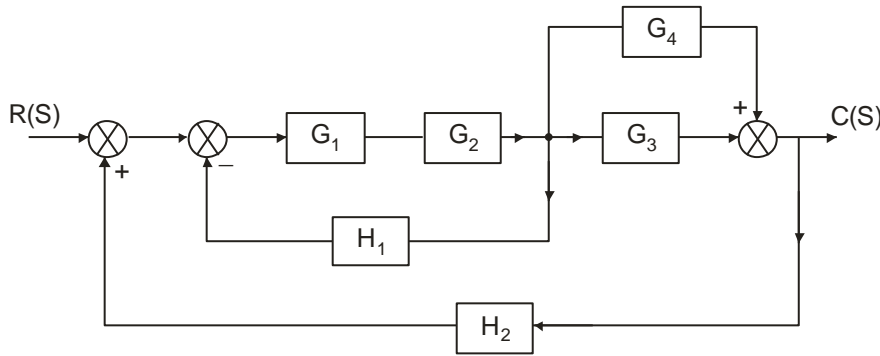 G₄
R(S) + C(S)
G₁ G₂ G₃
+ −
H₁
H₂